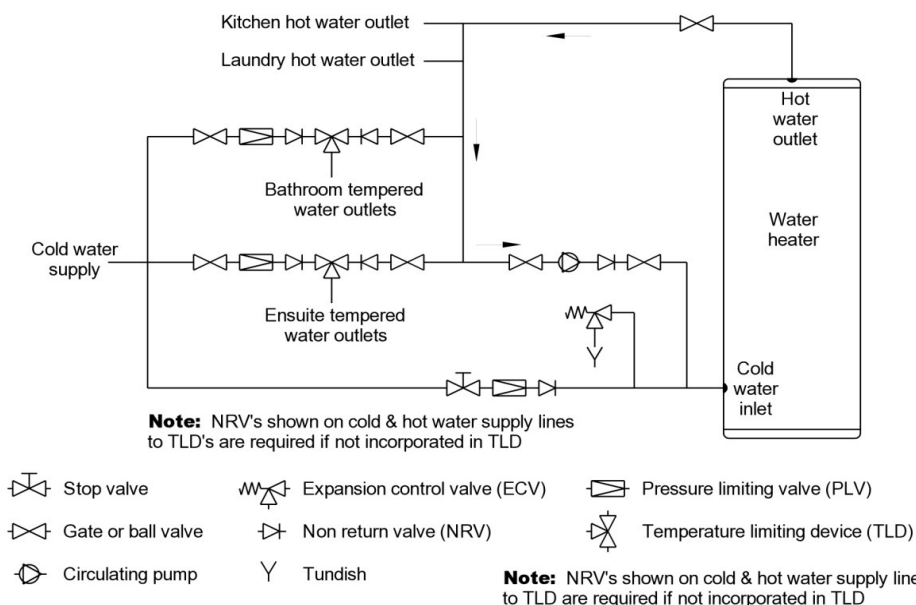 Kitchen hot water outlet
Laundry hot water outlet
Hot
water
outlet
Bathroom tempered
water outlets
Water
heater
Cold water
supply
Ensuite tempered
water outlets
Cold
water
inlet
Note: NRV's shown on cold & hot water supply lines
to TLD's are required if not incorporated in TLD
Stop valve
Expansion control valve (ECV)
Pressure limiting valve (PLV)
Gate or ball valve
Non return valve (NRV)
Temperature limiting device (TLD)
Circulating pump
Tundish
Note: NRV's shown on cold & hot water supply line
to TLD are required if not incorporated in TLD